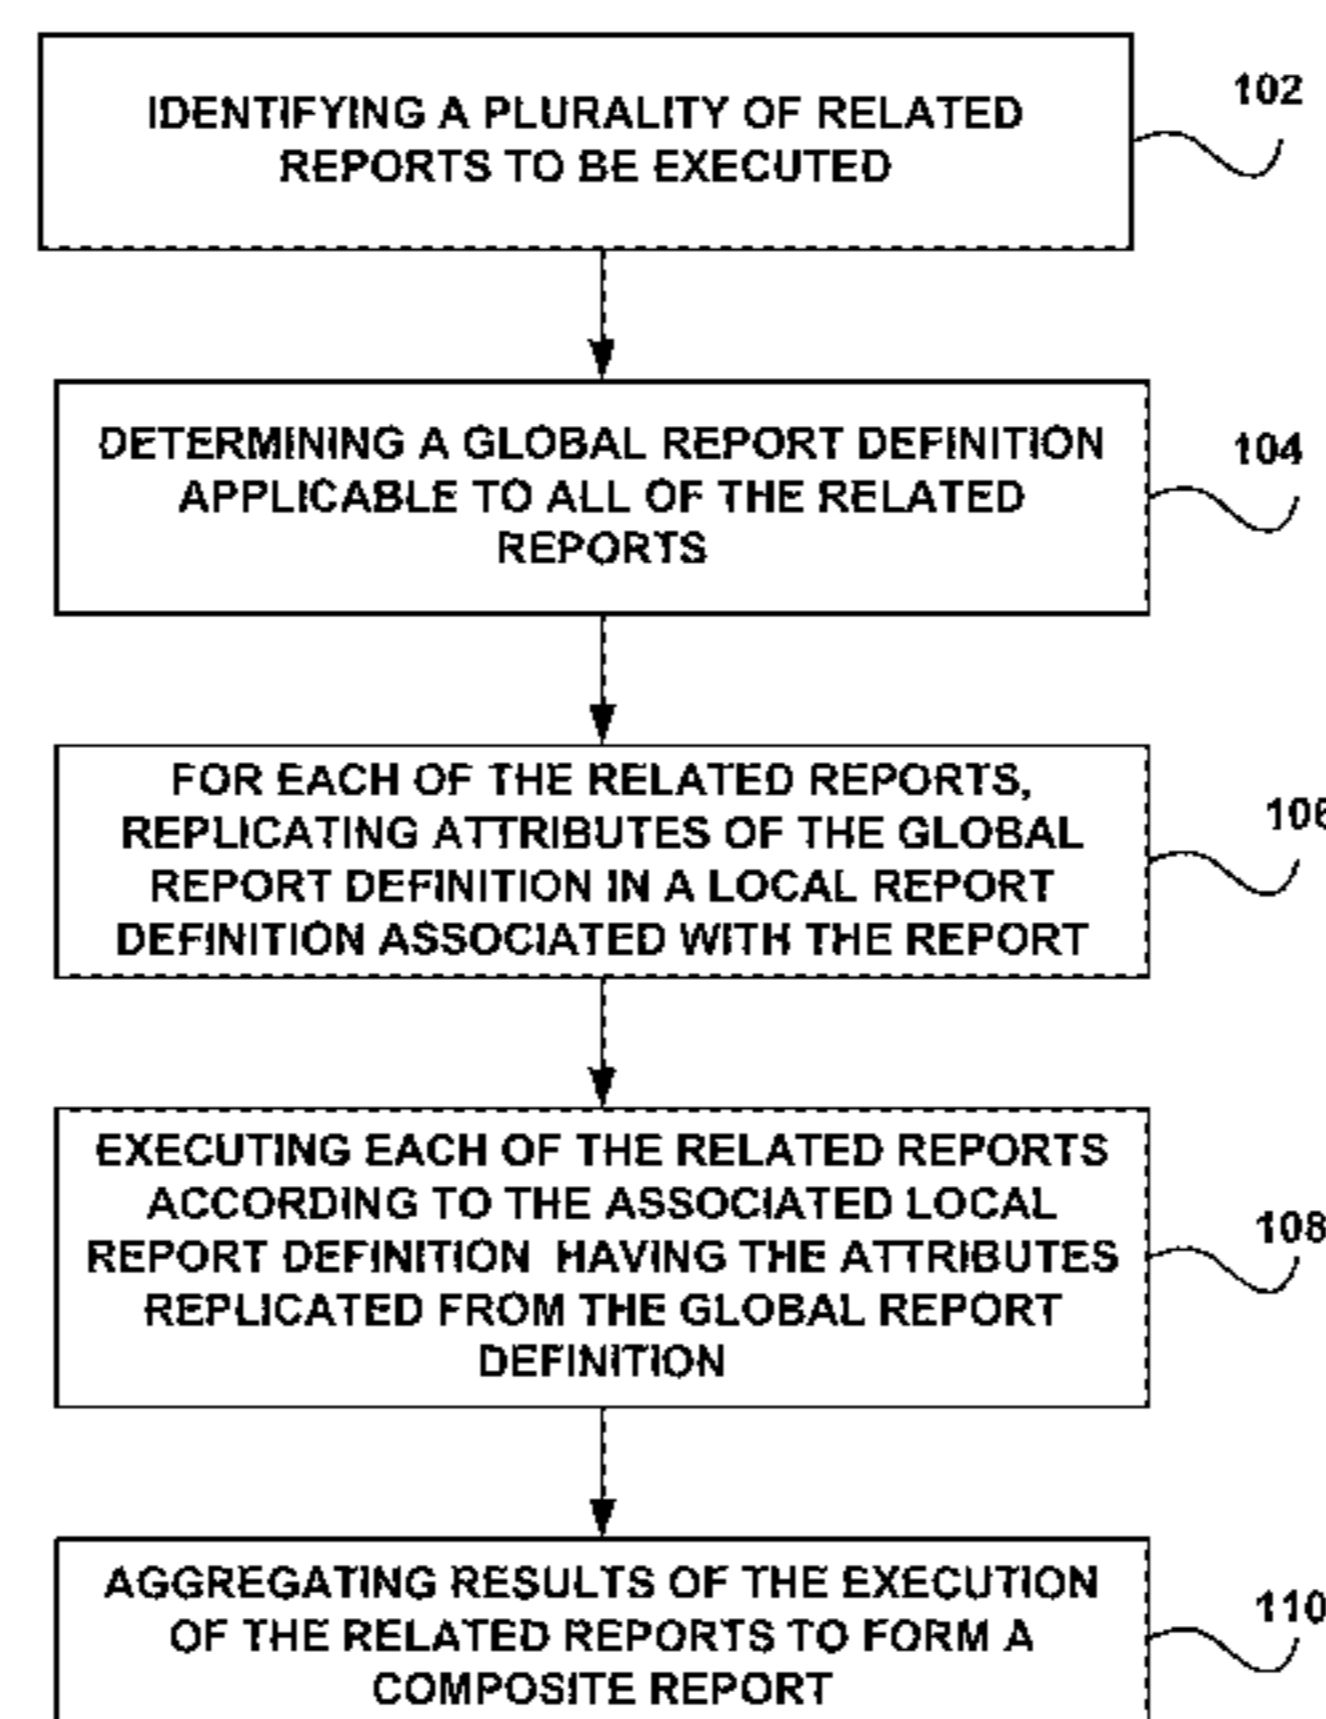 IDENTIFYING A PLURALITY OF RELATED
REPORTS TO BE EXECUTED
102
DETERMINING A GLOBAL REPORT DEFINITION
APPLICABLE TO ALL OF THE RELATED
REPORTS
104
FOR EACH OF THE RELATED REPORTS,
REPLICATING ATTRIBUTES OF THE GLOBAL
REPORT DEFINITION IN A LOCAL REPORT
DEFINITION ASSOCIATED WITH THE REPORT
106
EXECUTING EACH OF THE RELATED REPORTS
ACCORDING TO THE ASSOCIATED LOCAL
REPORT DEFINITION HAVING THE ATTRIBUTES
REPLICATED FROM THE GLOBAL REPORT
DEFINITION
108
AGGREGATING RESULTS OF THE EXECUTION
OF THE RELATED REPORTS TO FORM A
COMPOSITE REPORT
110